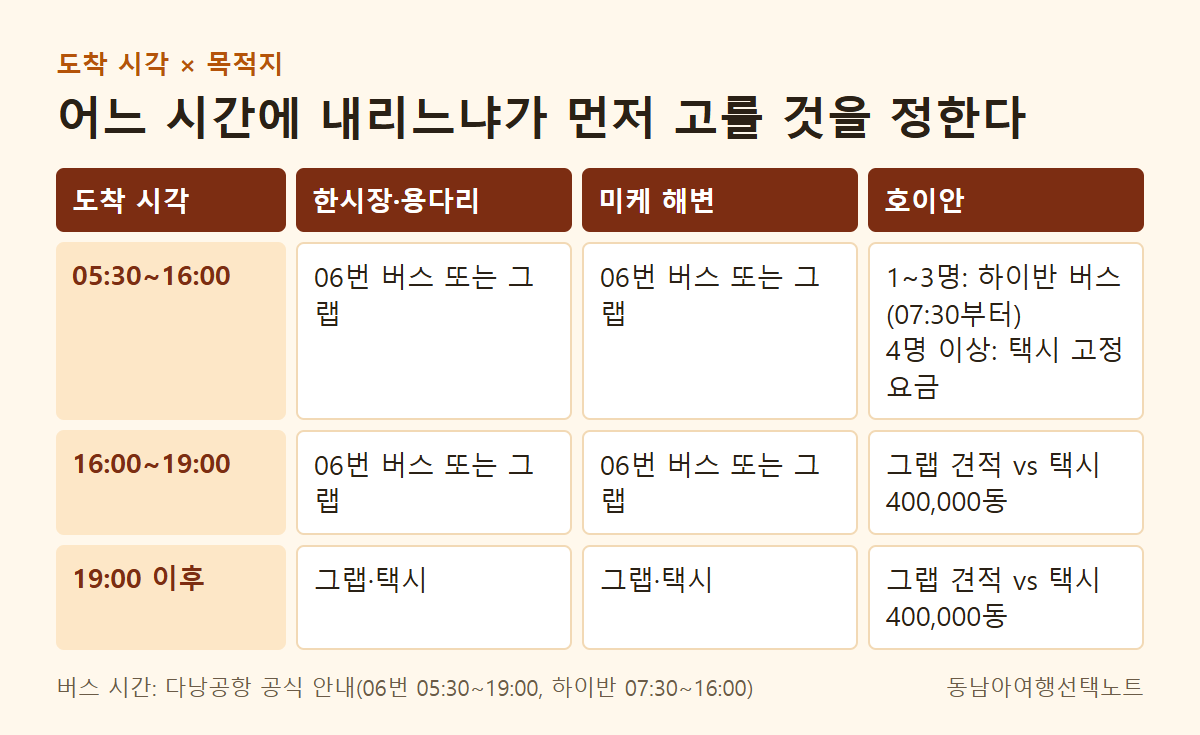 도착 시각 × 목적지
어느 시간에 내리느냐가 먼저 고를 것을 정한다
도착 시각
한시장·용다리
미케 해변
호이안
05:30~16:00
06번 버스 또는 그
랩
06번 버스 또는 그
랩
1~3명: 하이반 버스
(07:30부터)
4명 이상: 택시 고정
요금
16:00~19:00
06번 버스 또는 그
랩
06번 버스 또는 그
랩
그랩 견적 vs 택시
400,000동
19:00 이후
그랩·택시
그랩·택시
그랩 견적 vs 택시
400,000동
버스 시간: 다낭공항 공식 안내(06번 05:30~19:00, 하이반 07:30~16:00)
동남아여행선택노트